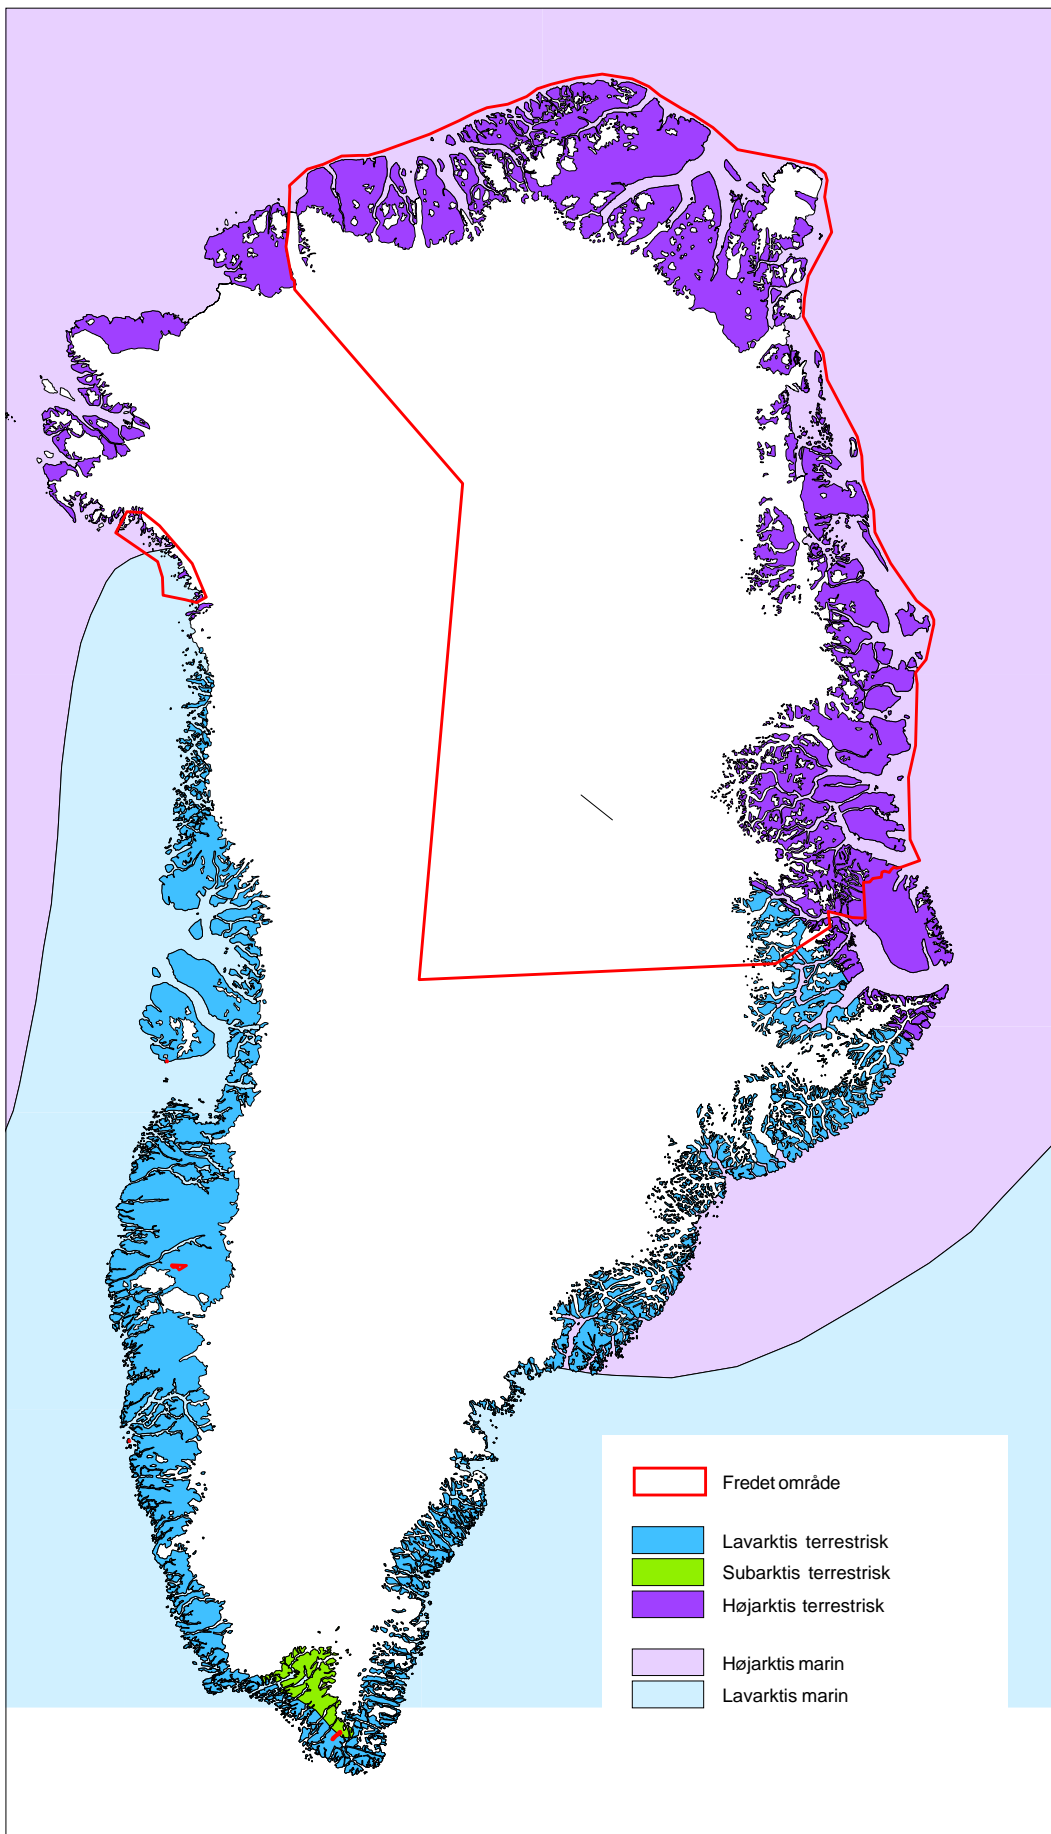 Fredet område
Lavarktis terrestrisk
Subarktis terrestrisk
Højarktis terrestrisk
Højarktis marin
Lavarktis marin